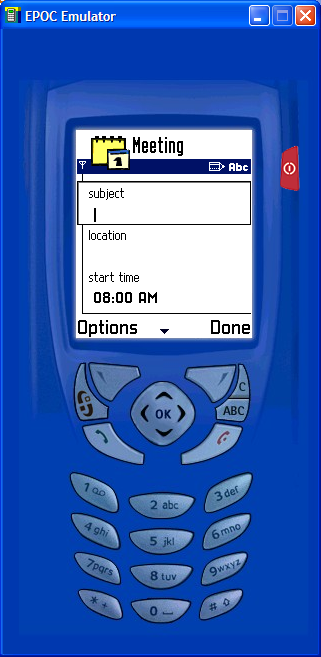 EPOC Emulator
Meeting
Abc
subject
location
start time
08:00 AM
Options Done
OK
C
ABC
1
2 abc
3 def
4 ghi
5 jkl
6 mno
7 pqrs
8 tuv
9 wxyz
* +
0
#